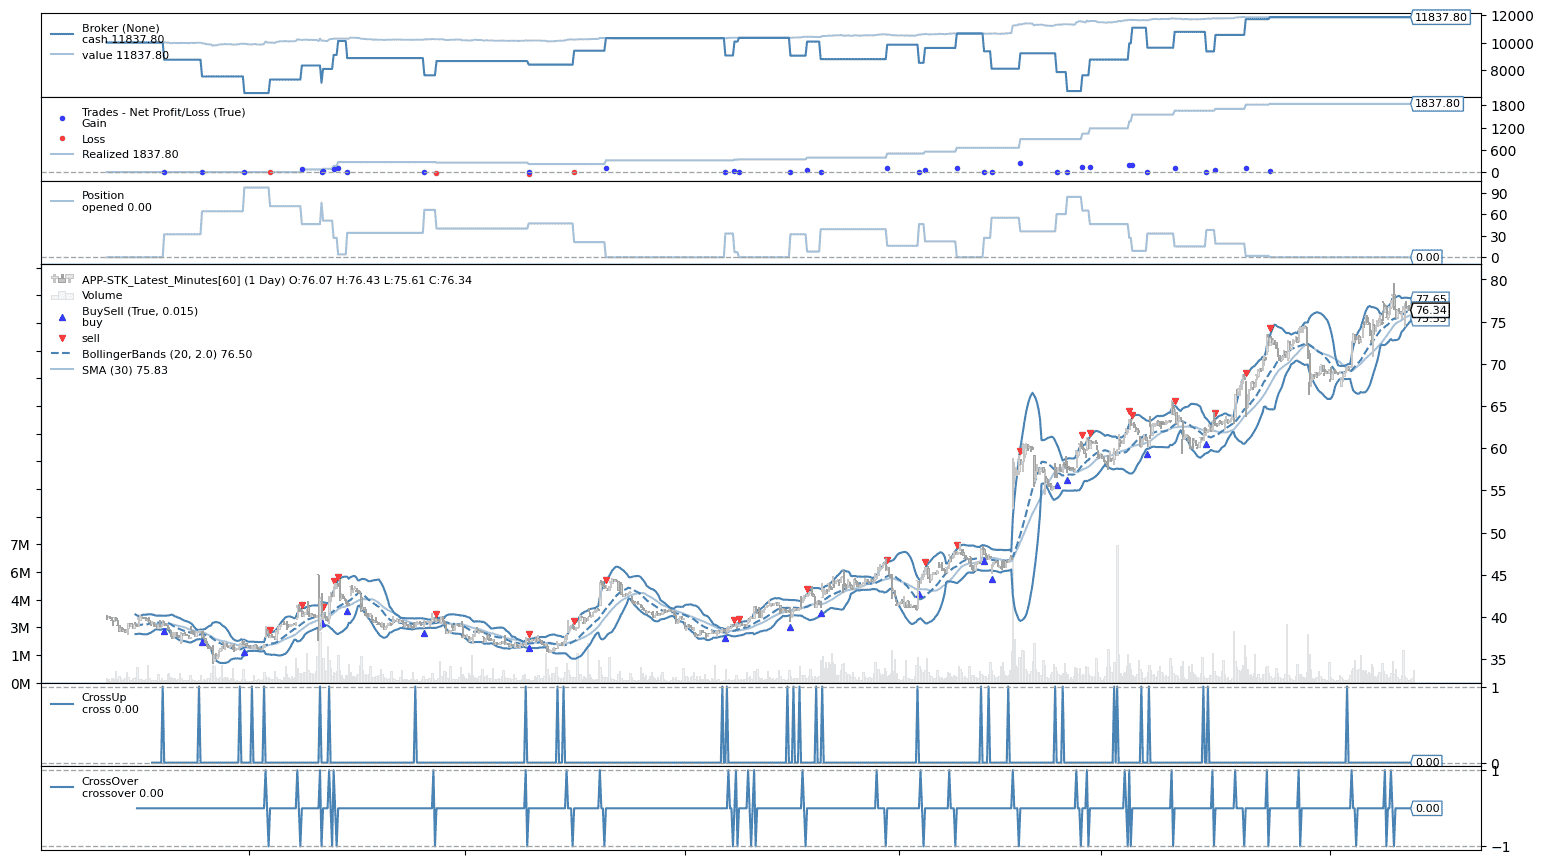 Broker (None)
cash 11837.80
value 11837.80
11837.80
12000
10000
8000
Trades - Net Profit/Loss (True)
Gain
Loss
Realized 1837.80
1837.80
1800
1200
600
0
Position
opened 0.00
90
60
30
0
0.00
APP-STK_Latest_Minutes[60] (1 Day) O:76.07 H:76.43 L:75.61 C:76.34
Volume
BuySell (True, 0.015)
buy
sell
BollingerBands (20, 2.0) 76.50
SMA (30) 75.83
77.65
76.34
80
75
70
65
60
55
50
45
40
35
7M
6M
4M
3M
1M
0M
CrossUp
cross 0.00
1
0
0.00
CrossOver
crossover 0.00
1
0.00
−1